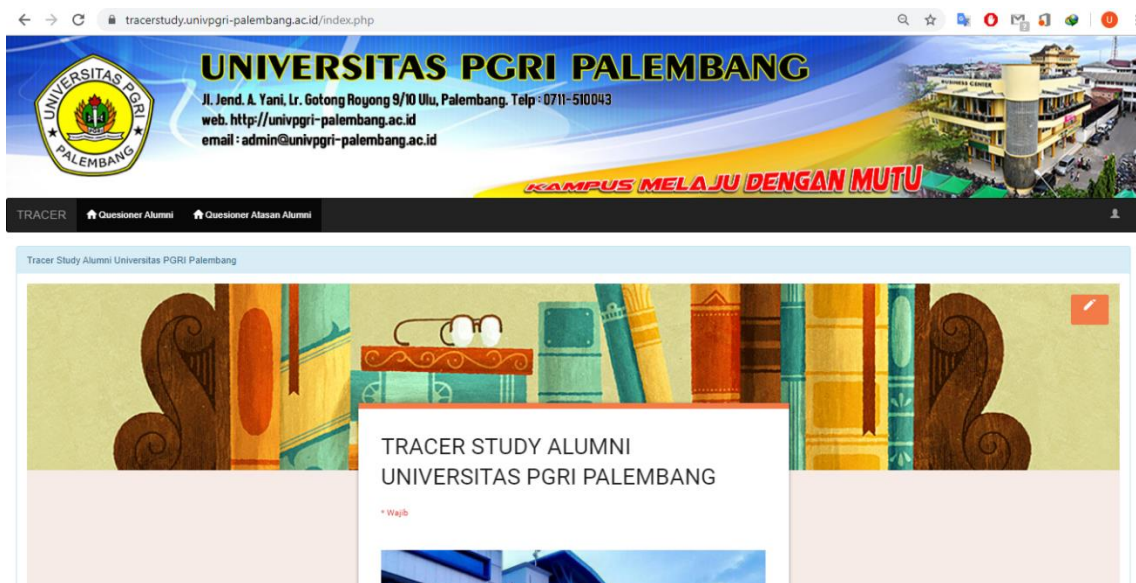 tracerstudy.univpgri-palembang.ac.id/index.php
UNIVERSITAS PGRI PALEMBANG
UNIVERSITAS PGRI PALEMBANG
Jl. Jend. A. Yani, Lr. Gotong Royong 9/10 Ulu, Palembang. Telp : 0711-510043
web. http://univpgri-palembang.ac.id
email : admin@univpgri-palembang.ac.id
BUSINESS CENTER
KAMPUS MELAJU DENGAN MUTU
TRACER Quesioner Alumni Quesioner Atasan Alumni
Tracer Study Alumni Universitas PGRI Palembang
TRACER STUDY ALUMNI
UNIVERSITAS PGRI PALEMBANG
* Wajib